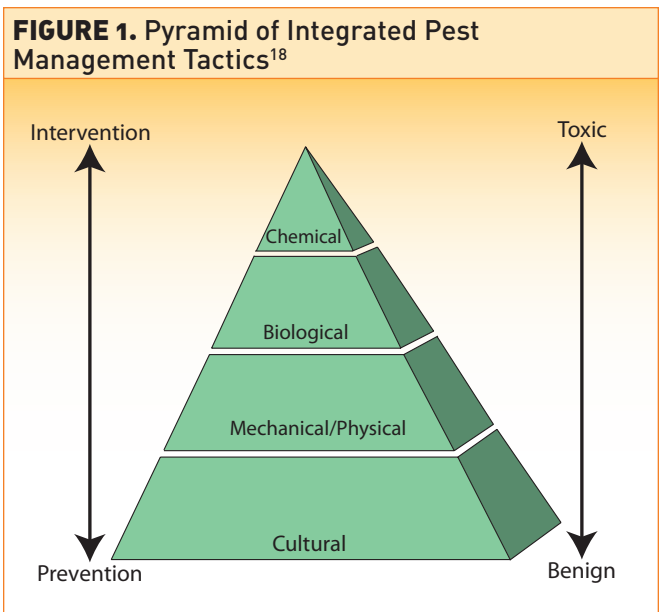 FIGURE 1. Pyramid of Integrated Pest
Management Tactics18
Intervention
Toxic
Chemical
Biological
Mechanical/Physical
Cultural
Prevention
Benign